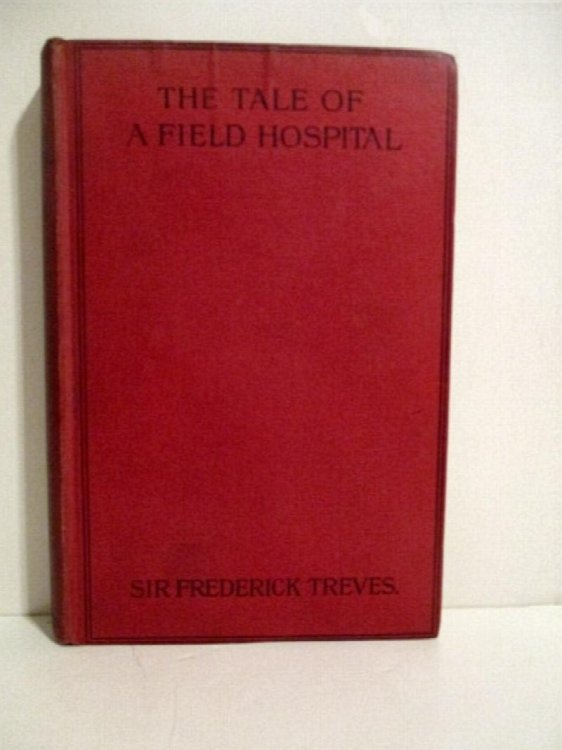 THE TALE OF
A FIELD HOSPITAL
SIR FREDERICK TREVES.